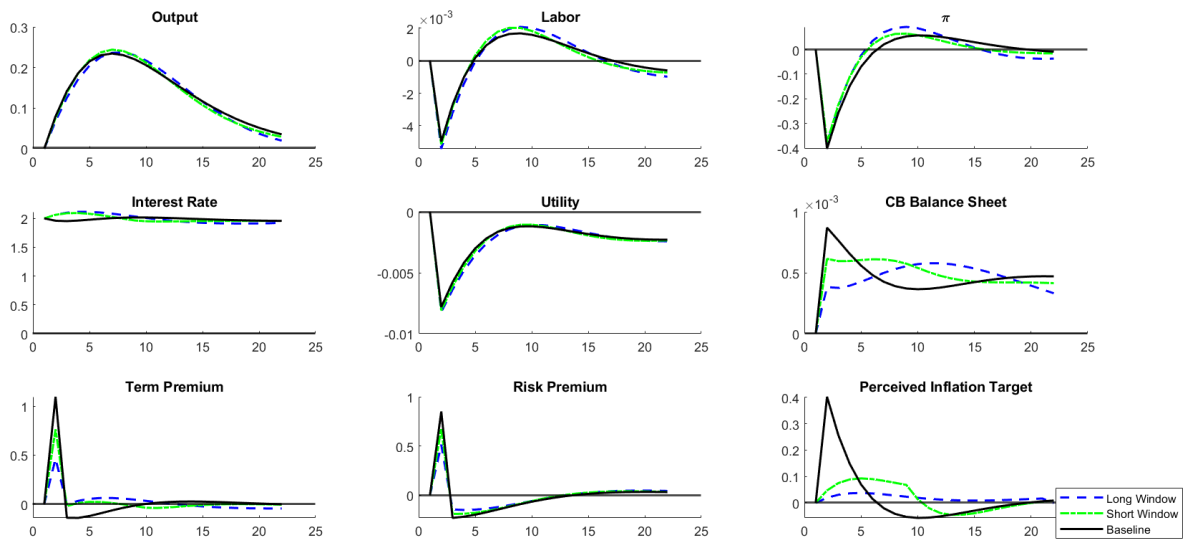 Output
0.3
0.2
0.1
0
0 5 10 15 20 25
Labor
×10⁻³
2
0
-2
-4
0 5 10 15 20 25
π
0
-0.1
-0.2
-0.3
-0.4
0 5 10 15 20 25
Interest Rate
2
1.5
1
0.5
0
0 5 10 15 20 25
Utility
0
-0.005
-0.01
0 5 10 15 20 25
CB Balance Sheet
×10⁻³
1
0.5
0
0 5 10 15 20 25
Term Premium
1
0.5
0
0 5 10 15 20 25
Risk Premium
1
0.5
0
0 5 10 15 20 25
Perceived Inflation Target
0.4
0.3
0.2
0.1
0
0 5 10 15 20
Long Window
Short Window
Baseline